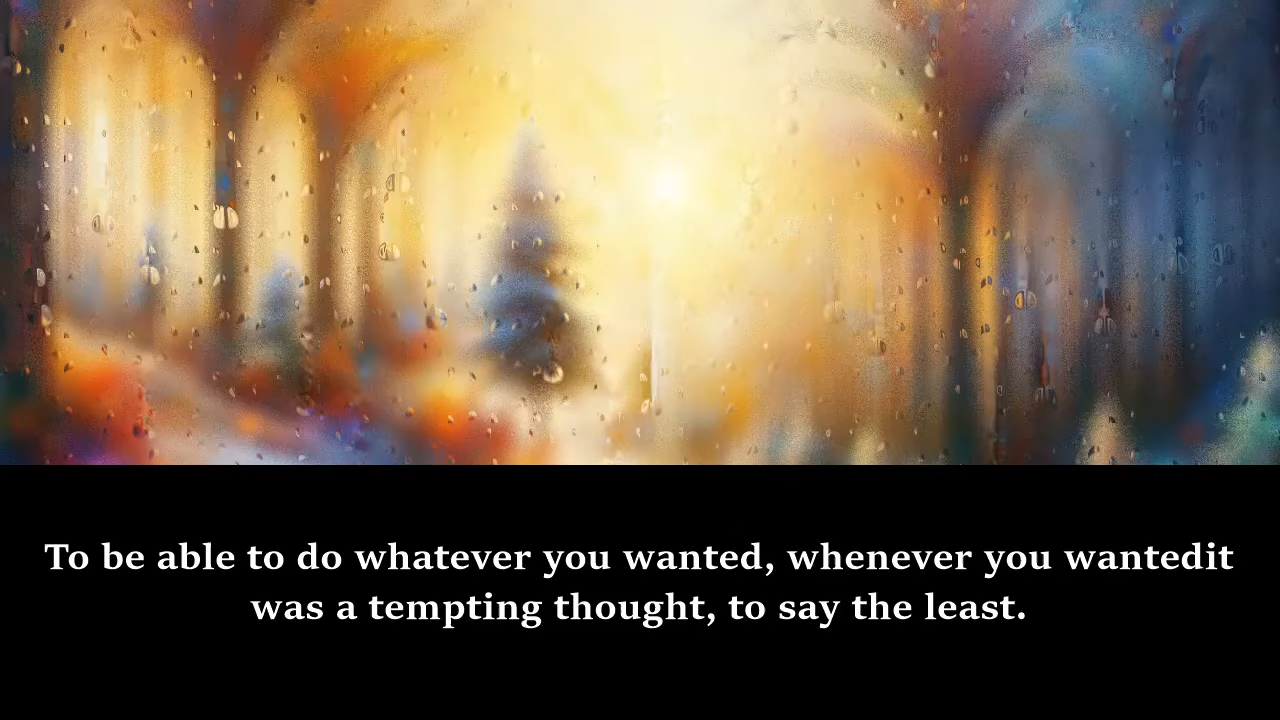 To be able to do whatever you wanted, whenever you wantedit
was a tempting thought, to say the least.